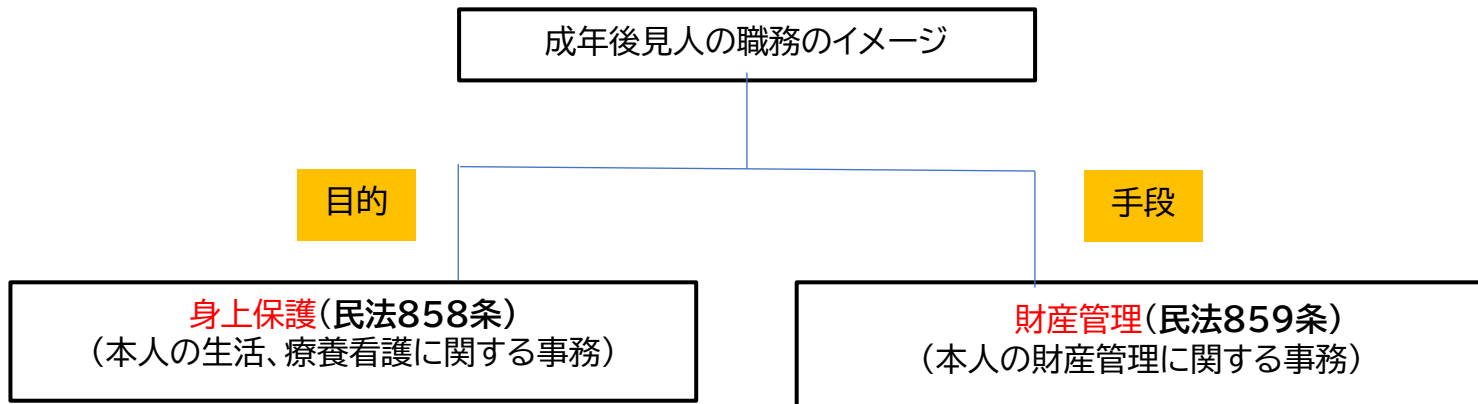 成年後見人の職務のイメージ
目的
手段
身上保護(民法858条)
(本人の生活、療養看護に関する事務)
財産管理(民法859条)
(本人の財産管理に関する事務)